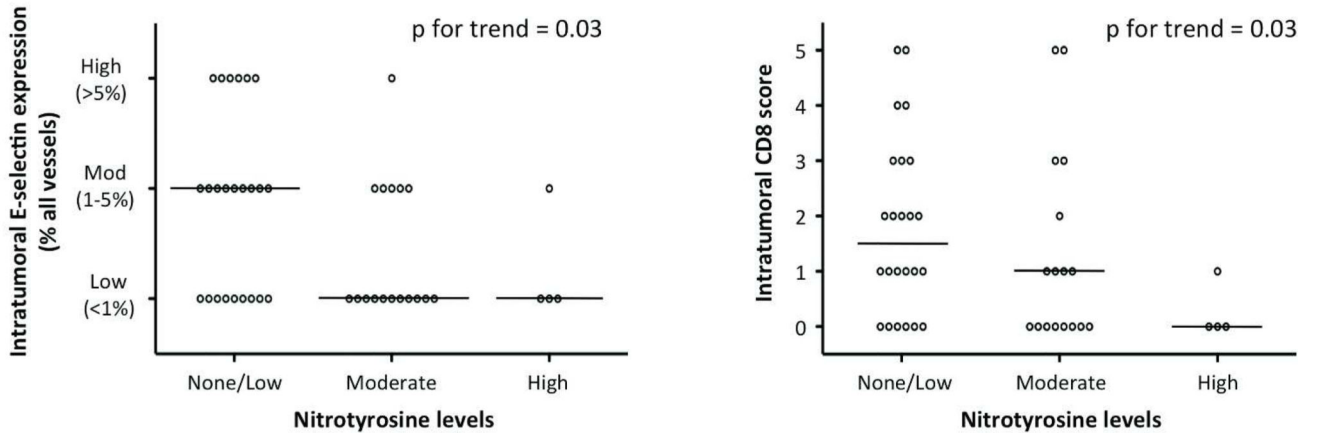 Intratumoral E-selectin expression
(% all vessels)
p for trend = 0.03
High
(>5%)
Mod
(1-5%)
Low
(<1%)
None/Low
Moderate
High
Nitrotyrosine levels
Intratumoral CD8 score
p for trend = 0.03
5
4
3
2
1
0
None/Low
Moderate
High
Nitrotyrosine levels